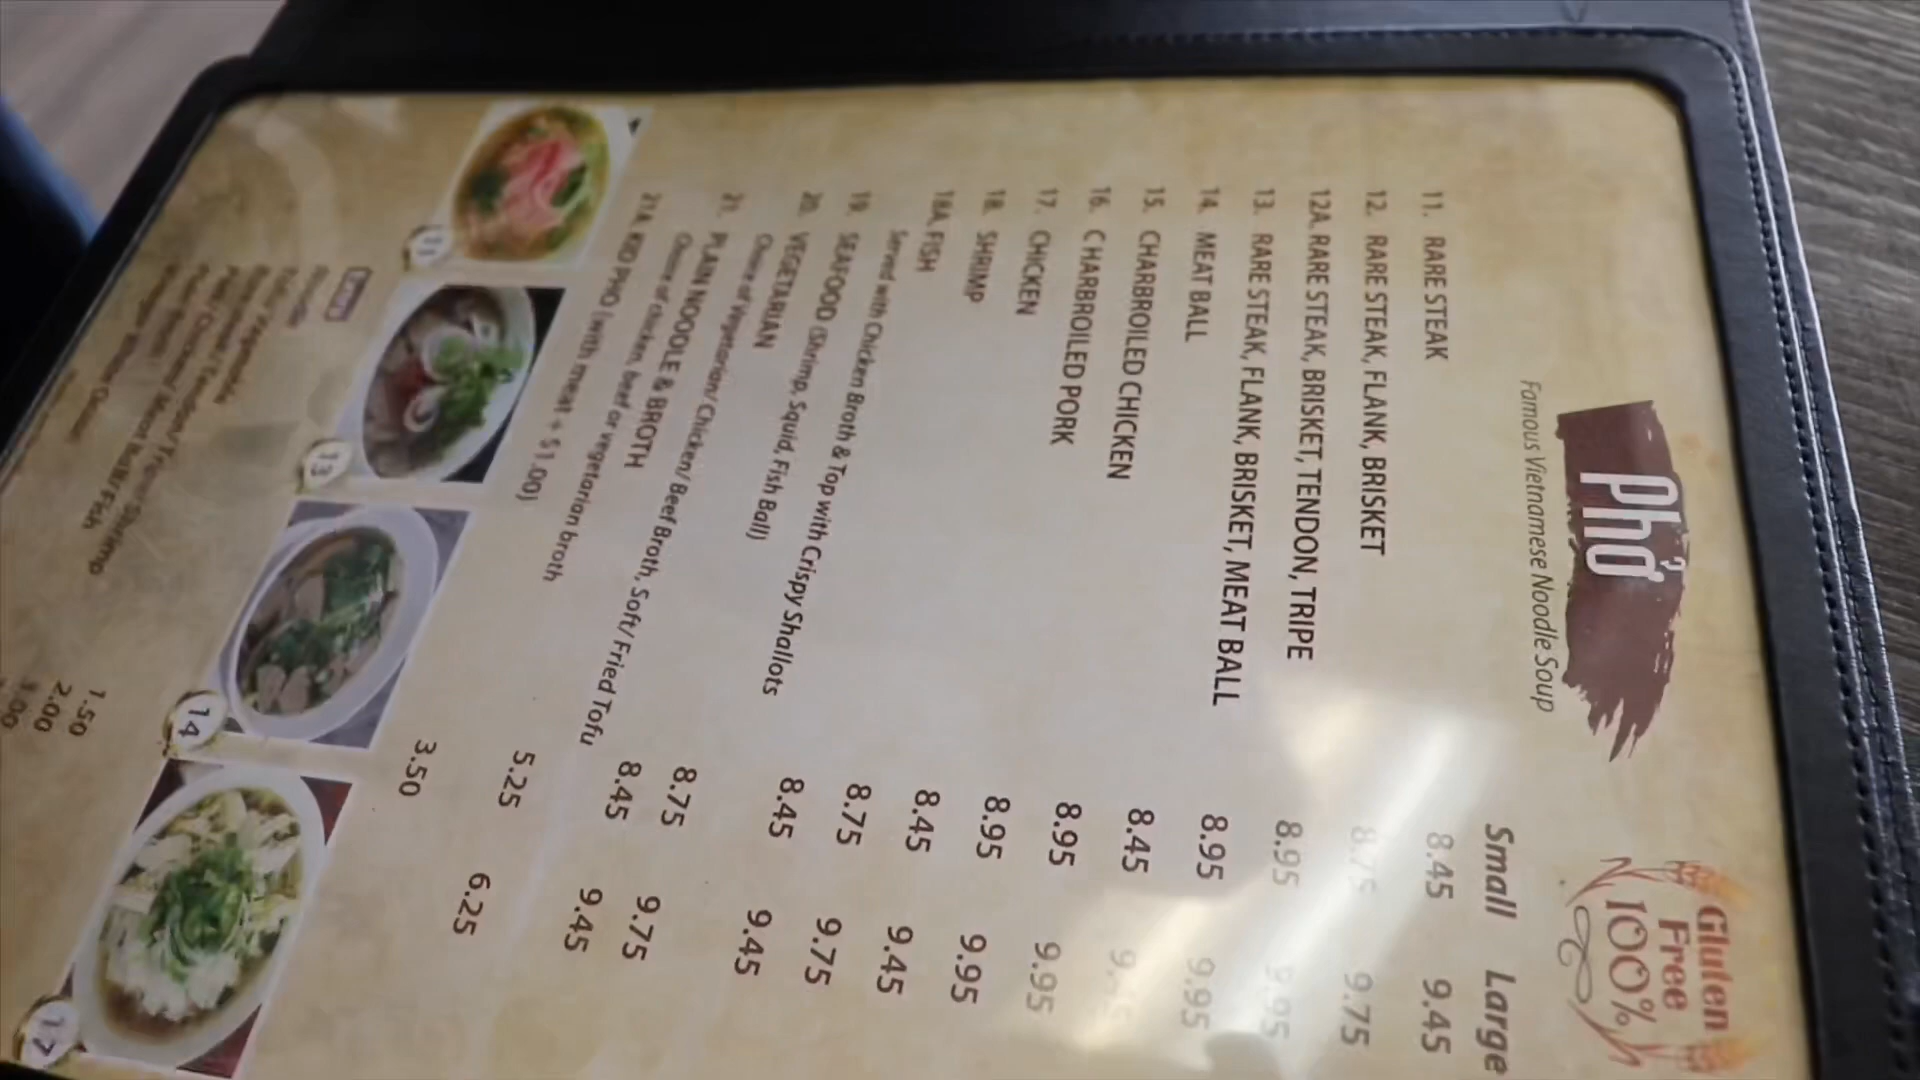 Phở
Famous Vietnamese Noodle Soup
Gluten
Free
100%
Small Large
11. RARE STEAK 8.45 9.45
12. RARE STEAK, FLANK, BRISKET 8.75 9.75
12A. RARE STEAK, BRISKET, TENDON, TRIPE 8.95 9.95
13. RARE STEAK, FLANK, BRISKET, MEAT BALL 8.95 9.95
14. MEAT BALL 8.45
15. CHARBROILED CHICKEN 8.95 9.95
16. CHARBROILED PORK 8.95 9.95
17. CHICKEN 8.45 9.45
18. SHRIMP 8.75 9.75
18A. FISH 8.45 9.45
Served with Chicken Broth & Top with Crispy Shallots
19. SEAFOOD (Shrimp, Squid, Fish Ball) 8.75 9.75
20. VEGETARIAN 8.45 9.45
Choice of Vegetarian/ Chicken/ Beef Broth, Soft/ Fried Tofu
21. PLAIN NOODLE & BROTH 5.25 6.25
Choice of chicken, beef or vegetarian broth
21A. KID PHO (with meat + $1.00) 3.50
11
13
14
17
1.50
2.00